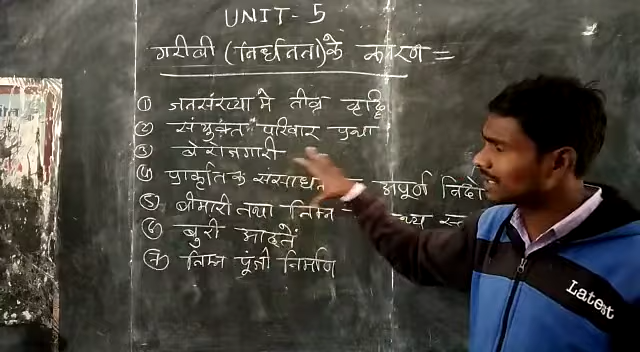 UNIT - 5
गरीबी (निर्धनता) के कारण =
① जनसंख्या मे तीव्र वृद्धि
② संयुक्त परिवार प्रथा
③ बेरोजगारी
④ प्राकृतिक संसाधन अपूर्ण
⑤ बीमारी तथा निम्न
⑥ बुरी आदतें
⑦ निम्न पूंजी निर्माण
Latest